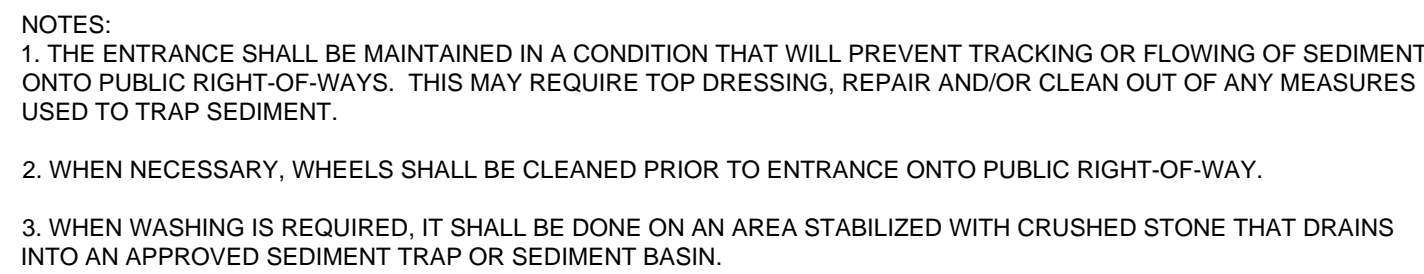 NOTES:
1. THE ENTRANCE SHALL BE MAINTAINED IN A CONDITION THAT WILL PREVENT TRACKING OR FLOWING OF SEDIMENT
ONTO PUBLIC RIGHT-OF-WAYS.  THIS MAY REQUIRE TOP DRESSING, REPAIR AND/OR CLEAN OUT OF ANY MEASURES
USED TO TRAP SEDIMENT.
2. WHEN NECESSARY, WHEELS SHALL BE CLEANED PRIOR TO ENTRANCE ONTO PUBLIC RIGHT-OF-WAY.
3. WHEN WASHING IS REQUIRED, IT SHALL BE DONE ON AN AREA STABILIZED WITH CRUSHED STONE THAT DRAINS
INTO AN APPROVED SEDIMENT TRAP OR SEDIMENT BASIN.